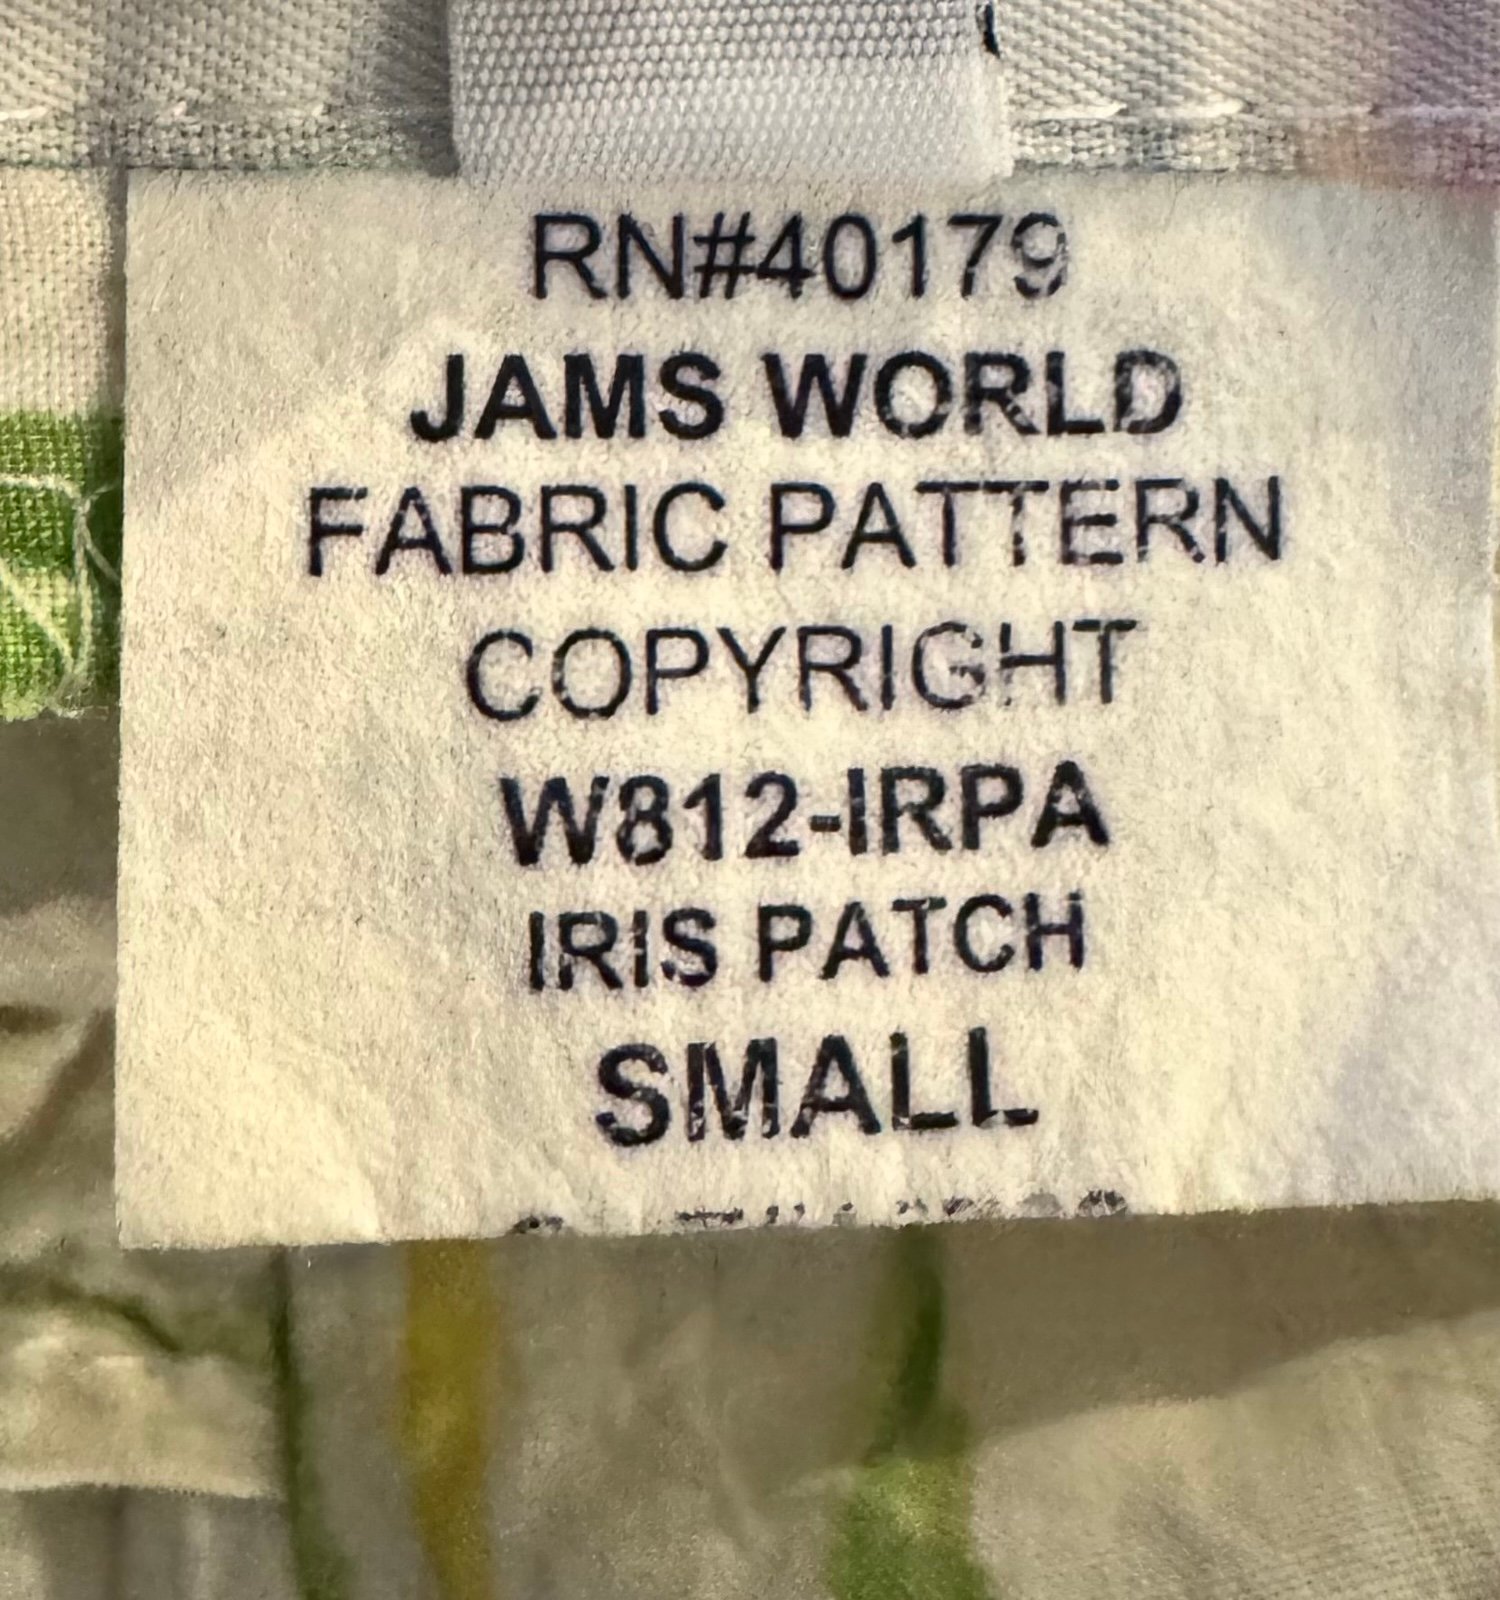 RN#40179
JAMS WORLD
FABRIC PATTERN
COPYRIGHT
W812-IRPA
IRIS PATCH
SMALL